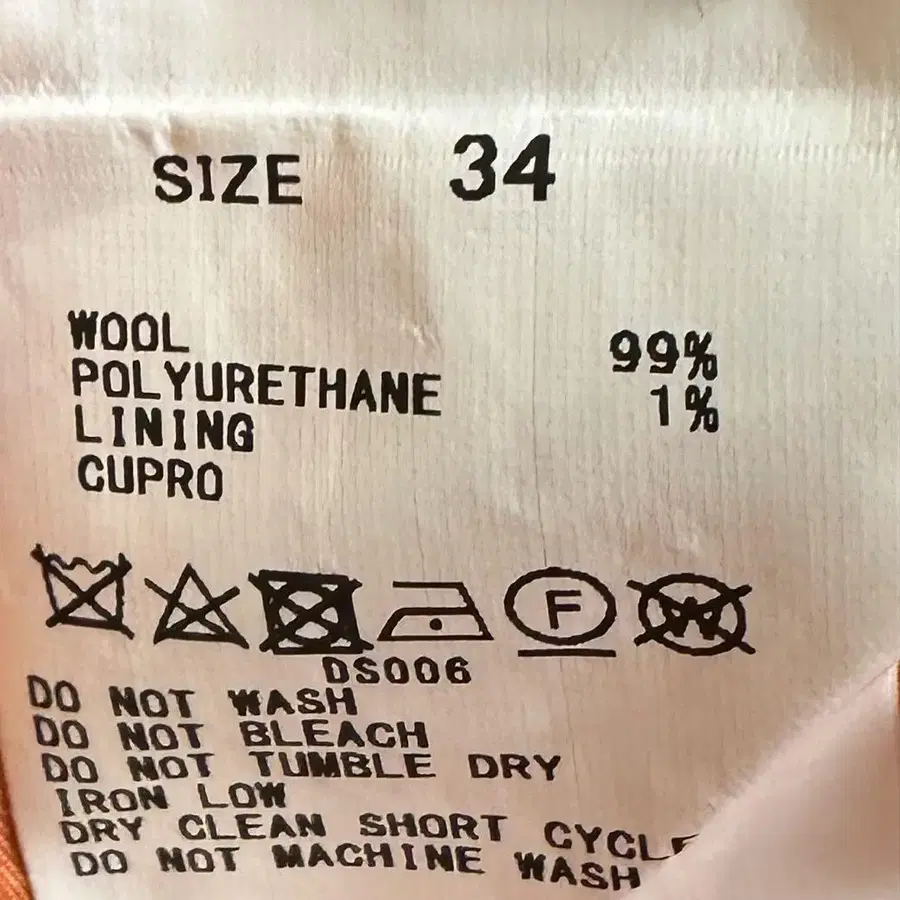 SIZE 34
WOOL 99%
POLYURETHANE 1%
LINING
CUPRO
F W
DS006
DO NOT WASH
DO NOT BLEACH
DO NOT TUMBLE DRY
IRON LOW
DRY CLEAN SHORT CYCLE
DO NOT MACHINE WASH